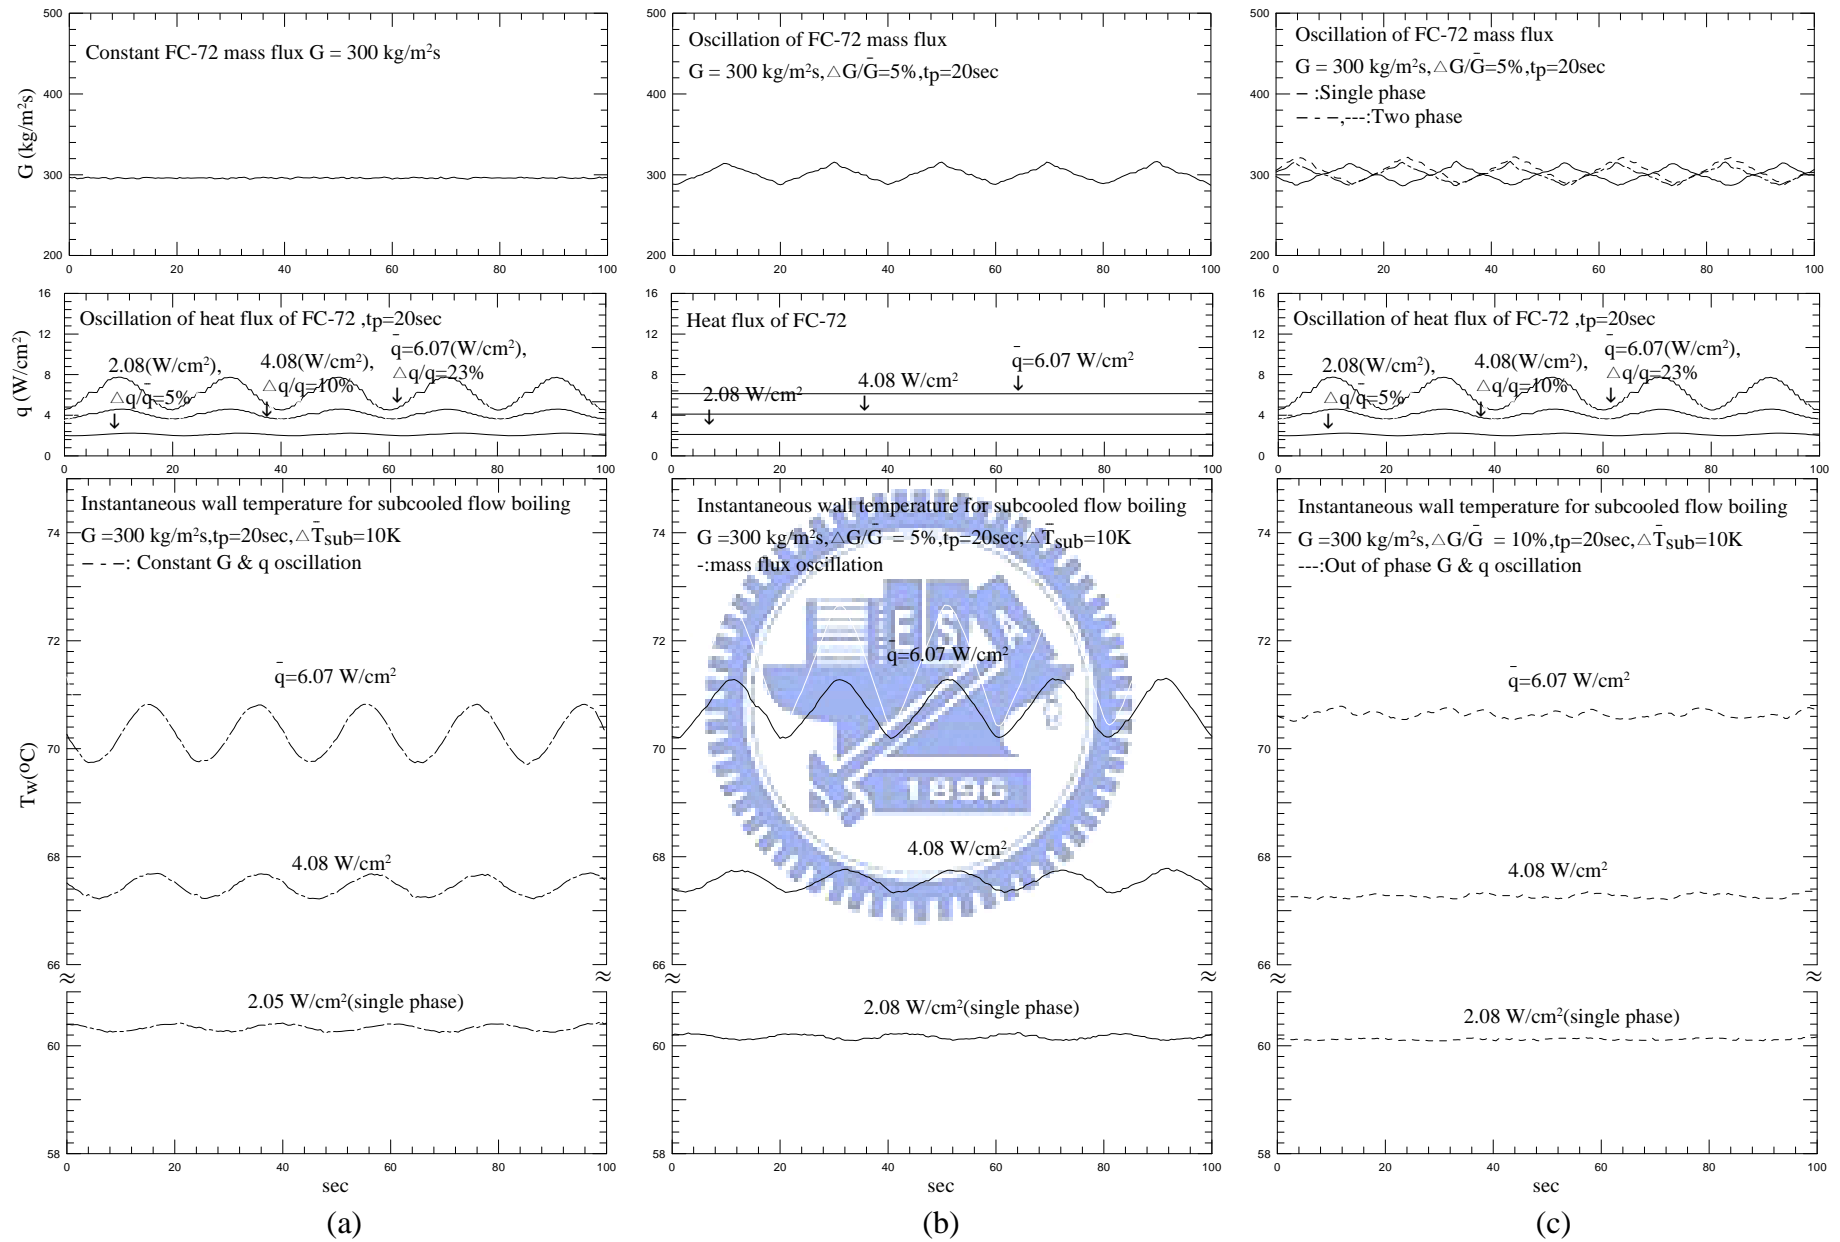 500
400
300
200
G (kg/m²s)
Constant FC-72 mass flux G = 300 kg/m²s
0 20 40 60 80 100
16
12
8
4
0
q (W/cm²)
Oscillation of heat flux of FC-72 ,tp=20sec
2.08(W/cm²),
△q/q̄=5%
4.08(W/cm²),
△q/q=10%
q̄=6.07(W/cm²),
△q/q=23%
0 20 40 60 80 100
74
72
70
68
66
60
58
Tw(ºC)
Instantaneous wall temperature for subcooled flow boiling
G =300 kg/m²s,tp=20sec,△T̄sub=10K
– - –: Constant G & q oscillation
q̄=6.07 W/cm²
4.08 W/cm²
≈ ≈
2.05 W/cm²(single phase)
0 20 40 60 80 100
sec
(a)
500
400
300
200
Oscillation of FC-72 mass flux
G = 300 kg/m²s,△G/Ḡ=5%,tp=20sec
0 20 40 60 80 100
16
12
8
4
0
Heat flux of FC-72
2.08 W/cm²
4.08 W/cm²
q̄=6.07 W/cm²
0 20 40 60 80 100
74
72
70
68
66
60
58
Instantaneous wall temperature for subcooled flow boiling
G =300 kg/m²s,△G/Ḡ = 5%,tp=20sec,△T̄sub=10K
-:mass flux oscillation
E S A
q̄=6.07 W/cm²
1896
4.08 W/cm²
≈ ≈
2.08 W/cm²(single phase)
0 20 40 60 80 100
sec
(b)
500
400
300
200
Oscillation of FC-72 mass flux
G = 300 kg/m²s,△G/Ḡ=5%,tp=20sec
– :Single phase
– - –,---:Two phase
0 20 40 60 80 100
16
12
8
4
0
Oscillation of heat flux of FC-72 ,tp=20sec
2.08(W/cm²),
△q/q̄=5%
4.08(W/cm²),
△q/q=10%
q̄=6.07(W/cm²),
△q/q=23%
0 20 40 60 80 100
74
72
70
68
66
60
58
Instantaneous wall temperature for subcooled flow boiling
G =300 kg/m²s,△G/Ḡ = 10%,tp=20sec,△T̄sub=10K
---:Out of phase G & q oscillation
q̄=6.07 W/cm²
4.08 W/cm²
≈ ≈
2.08 W/cm²(single phase)
0 20 40 60 80 100
sec
(c)